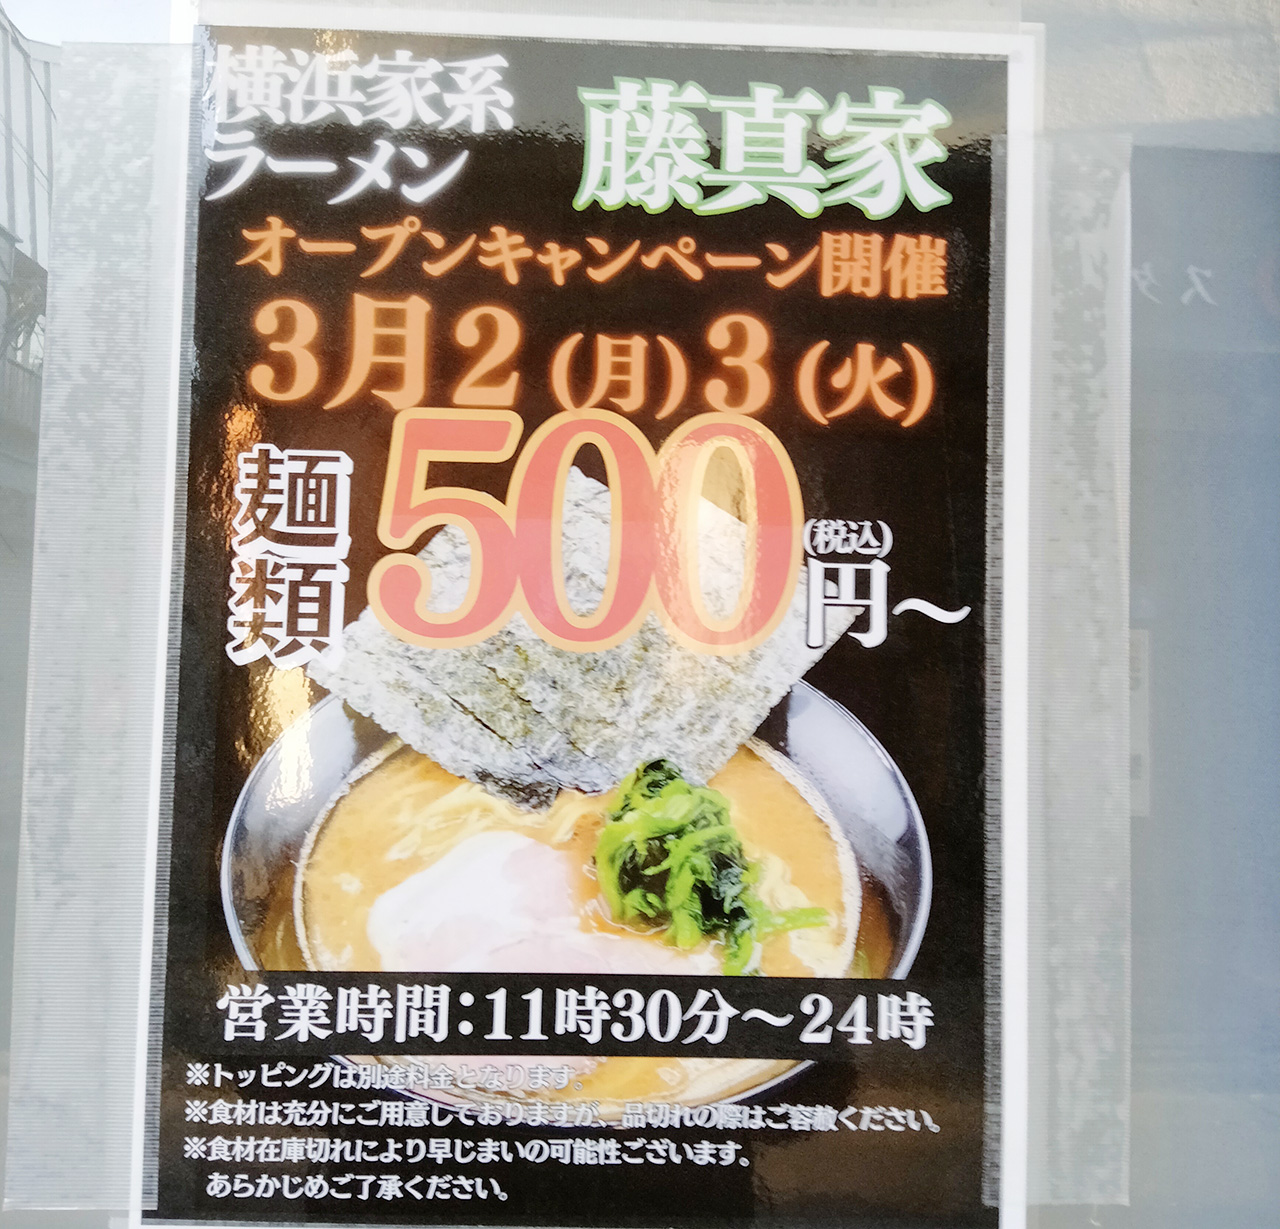 横浜家系
ラーメン
藤真家
オープンキャンペーン開催
3月2(月)3(火)
麺類
500
(税込)
円～
営業時間：11時30分～24時
※トッピングは別途料金となります。
※食材は充分にご用意しておりますが、品切れの際はご容赦ください。
※食材在庫切れにより早じまいの可能性ございます。
あらかじめご了承ください。